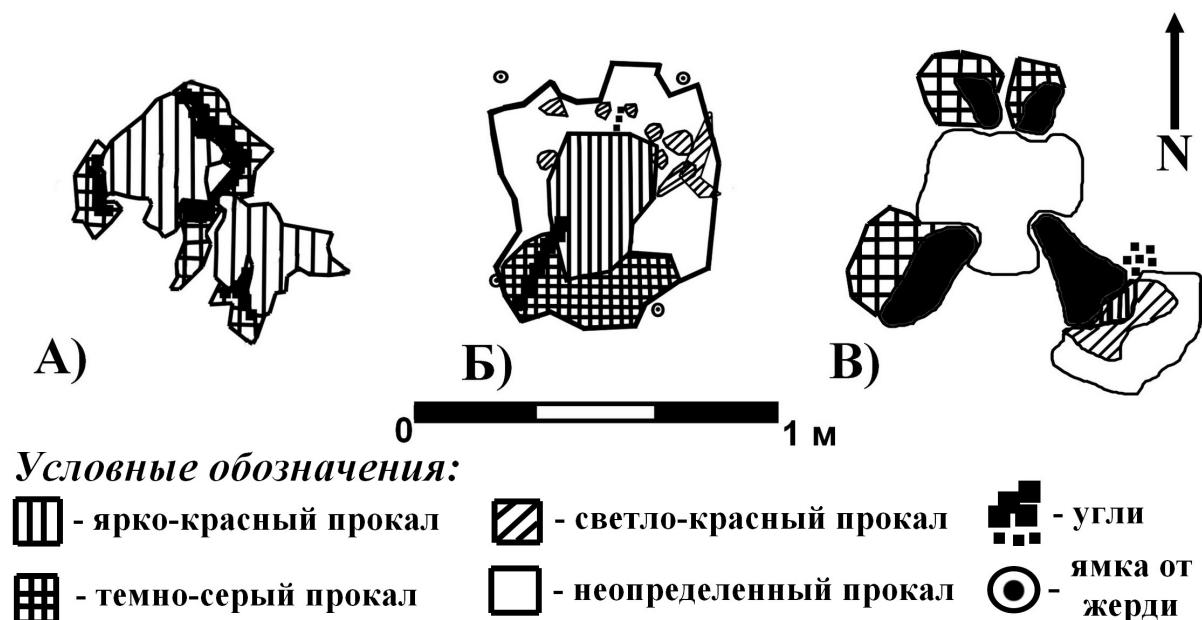 N
А)
Б)
В)
0
1 м
Условные обозначения:
- ярко-красный прокал
- светло-красный прокал
- угли
- темно-серый прокал
- неопределенный прокал
- ямка от
жерди